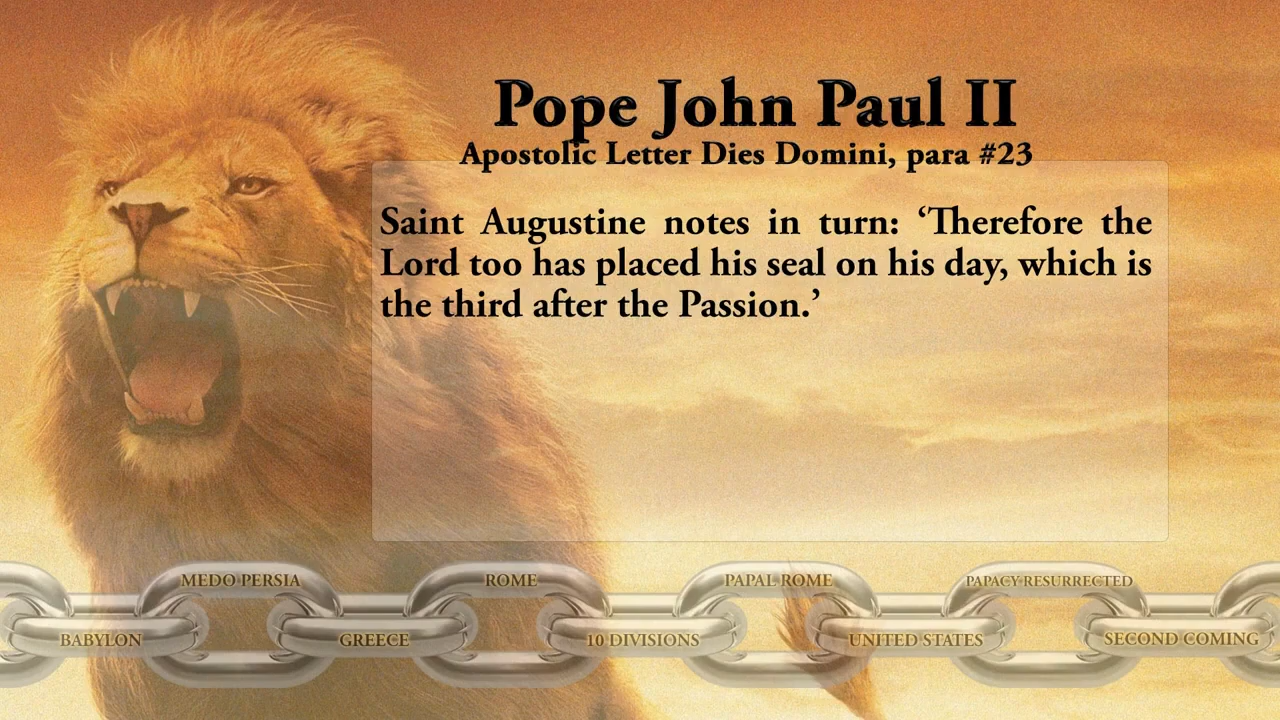 Pope John Paul II
Apostolic Letter Dies Domini, para #23
Saint Augustine notes in turn: ‘Therefore the
Lord too has placed his seal on his day, which is
the third after the Passion.’
MEDO PERSIA ROME PAPAL ROME PAPACY RESURRECTED
BABYLON GREECE 10 DIVISIONS UNITED STATES SECOND COMING